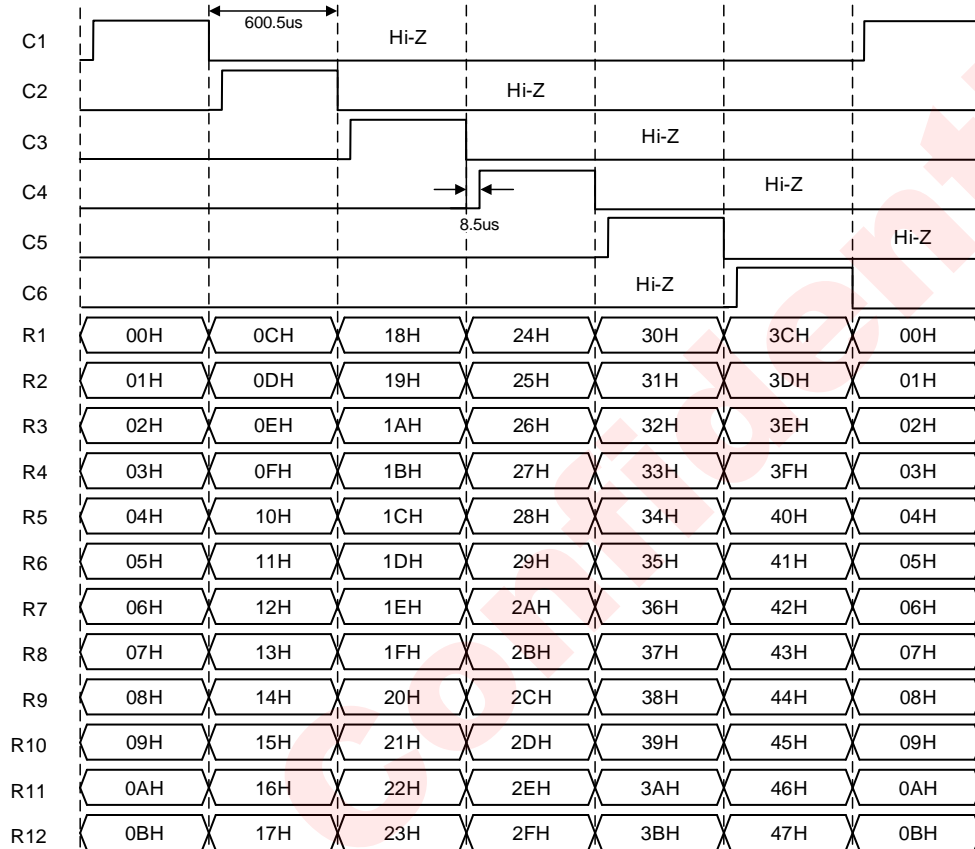 600.5us
C1 Hi-Z
C2 Hi-Z
C3 Hi-Z
C4 Hi-Z
8.5us
C5 Hi-Z
C6 Hi-Z
R1 00H 0CH 18H 24H 30H 3CH 00H
R2 01H 0DH 19H 25H 31H 3DH 01H
R3 02H 0EH 1AH 26H 32H 3EH 02H
R4 03H 0FH 1BH 27H 33H 3FH 03H
R5 04H 10H 1CH 28H 34H 40H 04H
R6 05H 11H 1DH 29H 35H 41H 05H
R7 06H 12H 1EH 2AH 36H 42H 06H
R8 07H 13H 1FH 2BH 37H 43H 07H
R9 08H 14H 20H 2CH 38H 44H 08H
R10 09H 15H 21H 2DH 39H 45H 09H
R11 0AH 16H 22H 2EH 3AH 46H 0AH
R12 0BH 17H 23H 2FH 3BH 47H 0BH
Confident